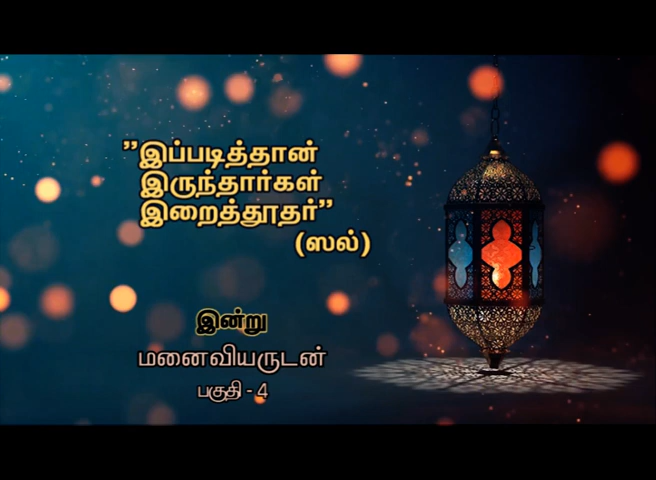 ”இப்படித்தான்
இருந்தார்கள்
இறைத்தூதர்”
(ஸல்)
இன்று
மனைவியருடன்
பகுதி - 4